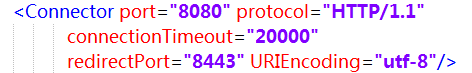 <Connector port="8080" protocol="HTTP/1.1"
connectionTimeout="20000"
redirectPort="8443" URIEncoding="utf-8"/>